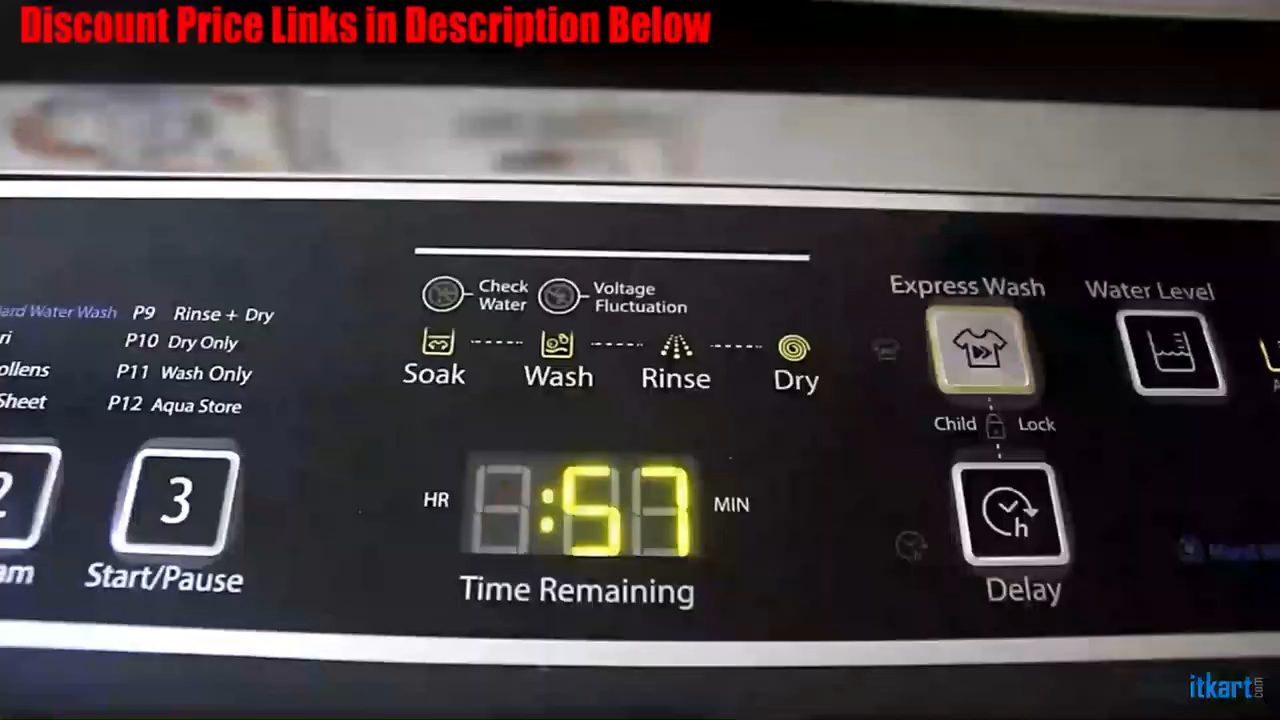 Discount Price Links in Description Below
Hard Water Wash
P9 Rinse + Dry
P10 Dry Only
P11 Wash Only
Sheet
P12 Aqua Store
3
Start/Pause
Check
Water
Voltage
Fluctuation
Soak
Wash
Rinse
Dry
HR
:57
MIN
Time Remaining
Express Wash
Water Level
Child
Lock
h
Delay
itkart.com